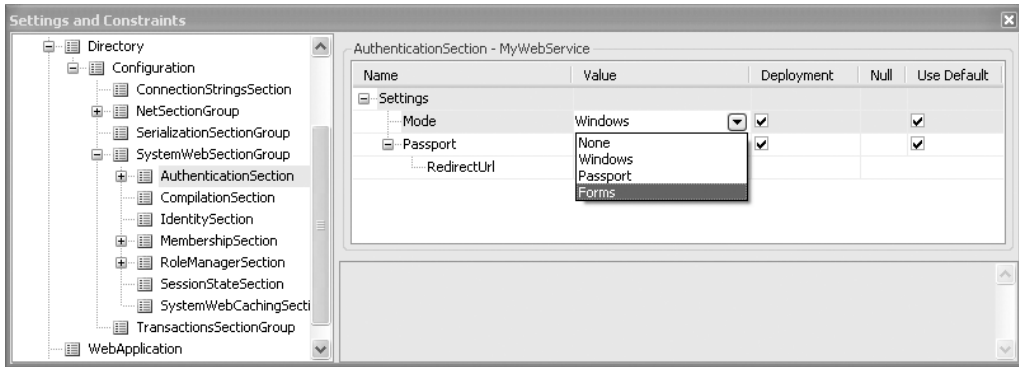 Settings and Constraints
Directory
Configuration
ConnectionStringsSection
NetSectionGroup
SerializationSectionGroup
SystemWebSectionGroup
AuthenticationSection
CompilationSection
IdentitySection
MembershipSection
RoleManagerSection
SessionStateSection
SystemWebCachingSecti
TransactionsSectionGroup
WebApplication
AuthenticationSection - MyWebService
Name Value Deployment Null Use Default
Settings
Mode Windows
Passport
RedirectUrl
None
Windows
Passport
Forms